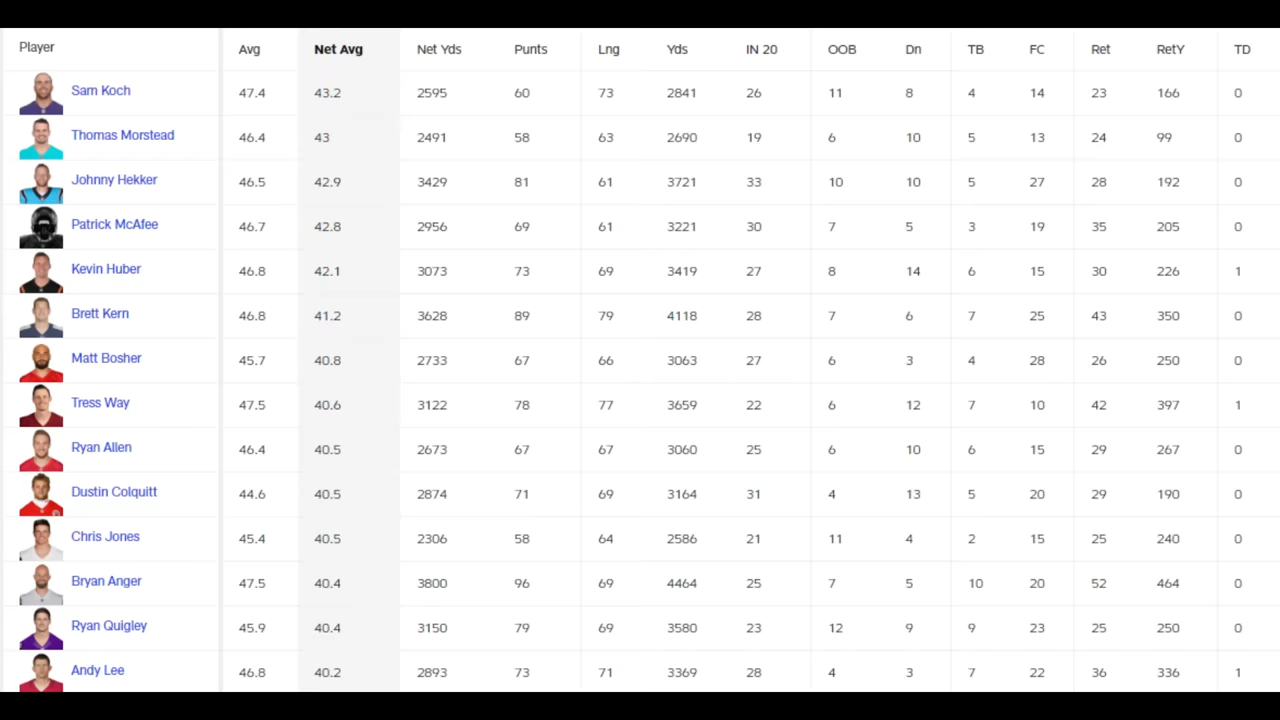 Player Avg Net Avg Net Yds Punts Lng Yds IN 20 OOB Dn TB FC Ret RetY TD
Sam Koch 47.4 43.2 2595 60 73 2841 26 11 8 4 14 23 166 0
Thomas Morstead 46.4 43 2491 58 63 2690 19 6 10 5 13 24 99 0
Johnny Hekker 46.5 42.9 3429 81 61 3721 33 10 10 5 27 28 192 0
Patrick McAfee 46.7 42.8 2956 69 61 3221 30 7 5 3 19 35 205 0
Kevin Huber 46.8 42.1 3073 73 69 3419 27 8 14 6 15 30 226 1
Brett Kern 46.8 41.2 3628 89 79 4118 28 7 6 7 25 43 350 0
Matt Bosher 45.7 40.8 2733 67 66 3063 27 6 3 4 28 26 250 0
Tress Way 47.5 40.6 3122 78 77 3659 22 6 12 7 10 42 397 1
Ryan Allen 46.4 40.5 2673 67 67 3060 25 6 10 6 15 29 267 0
Dustin Colquitt 44.6 40.5 2874 71 69 3164 31 4 13 5 20 29 190 0
Chris Jones 45.4 40.5 2306 58 64 2586 21 11 4 2 15 25 240 0
Bryan Anger 47.5 40.4 3800 96 69 4464 25 7 5 10 20 52 464 0
Ryan Quigley 45.9 40.4 3150 79 69 3580 23 12 9 9 23 25 250 0
Andy Lee 46.8 40.2 2893 73 71 3369 28 4 3 7 22 36 336 1